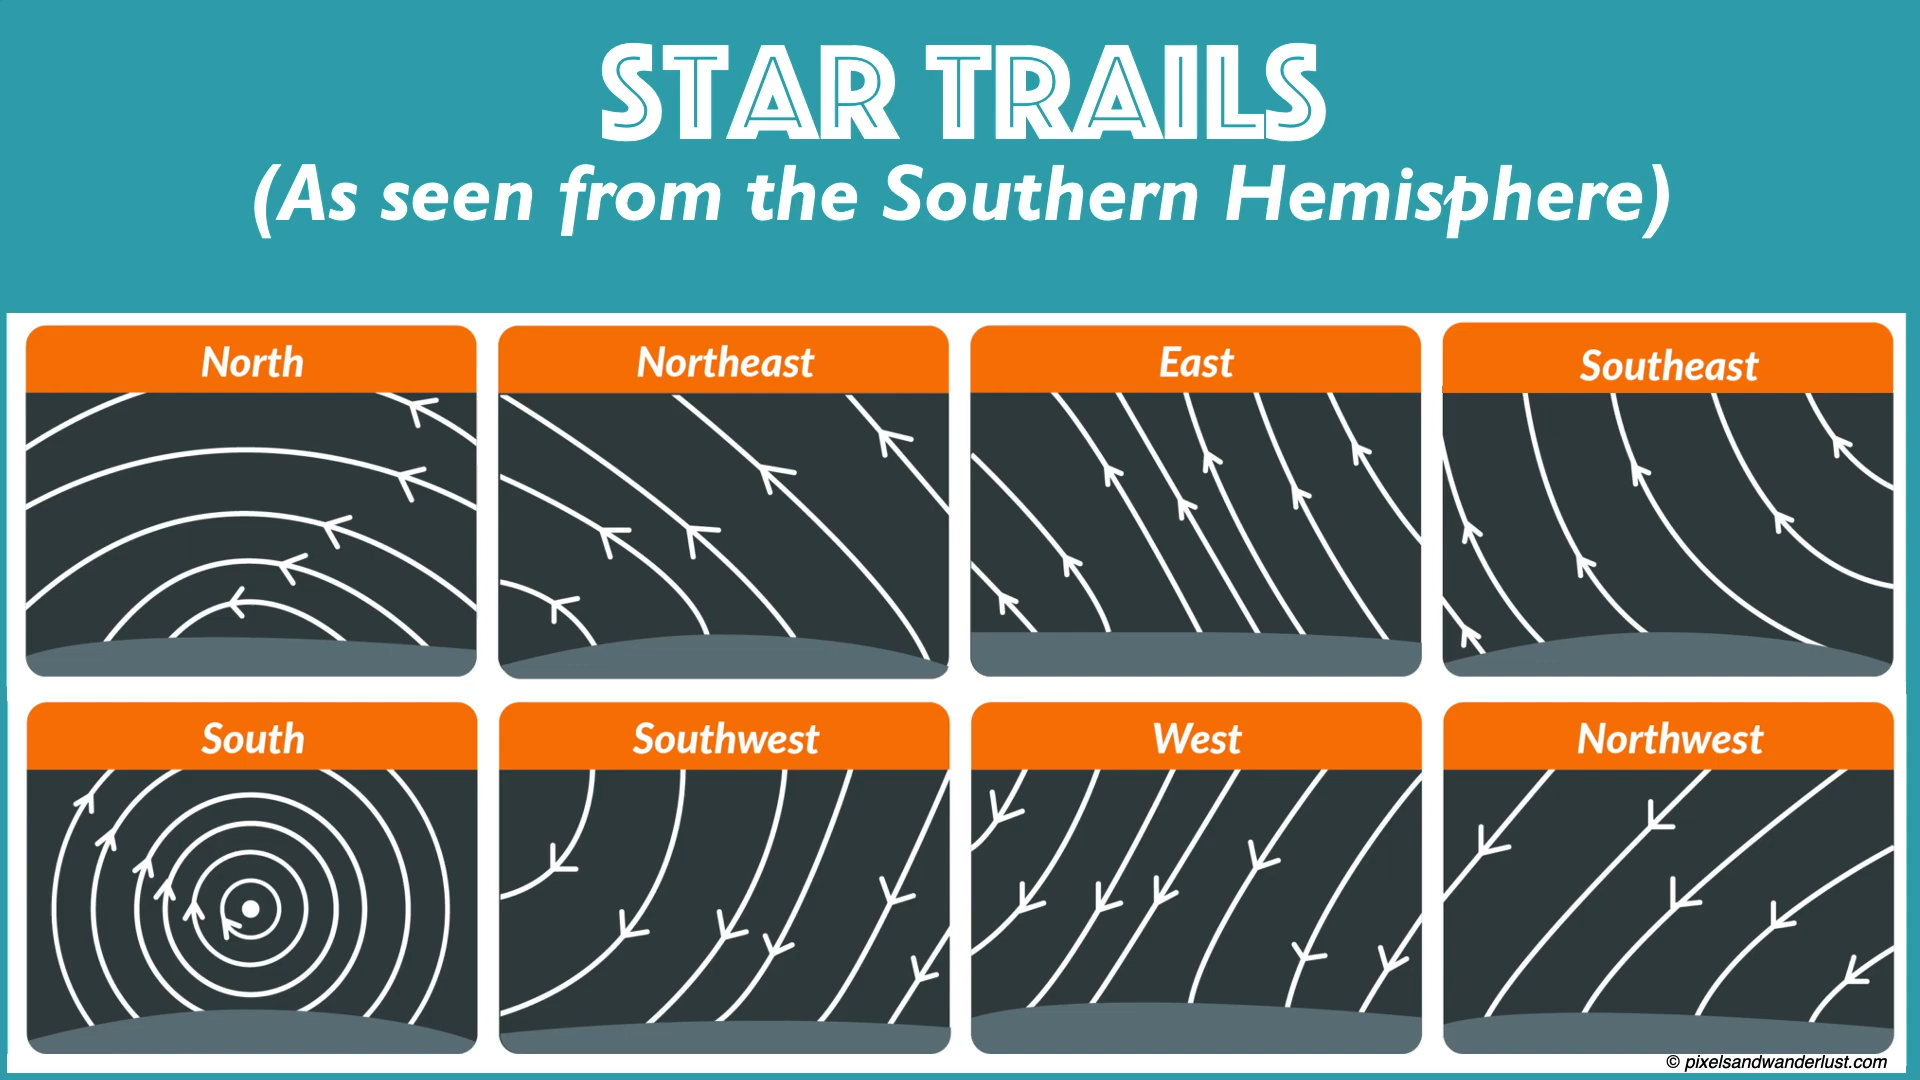 STAR TRAILS
(As seen from the Southern Hemisphere)
North
Northeast
East
Southeast
South
Southwest
West
Northwest
© pixelsandwanderlust.com